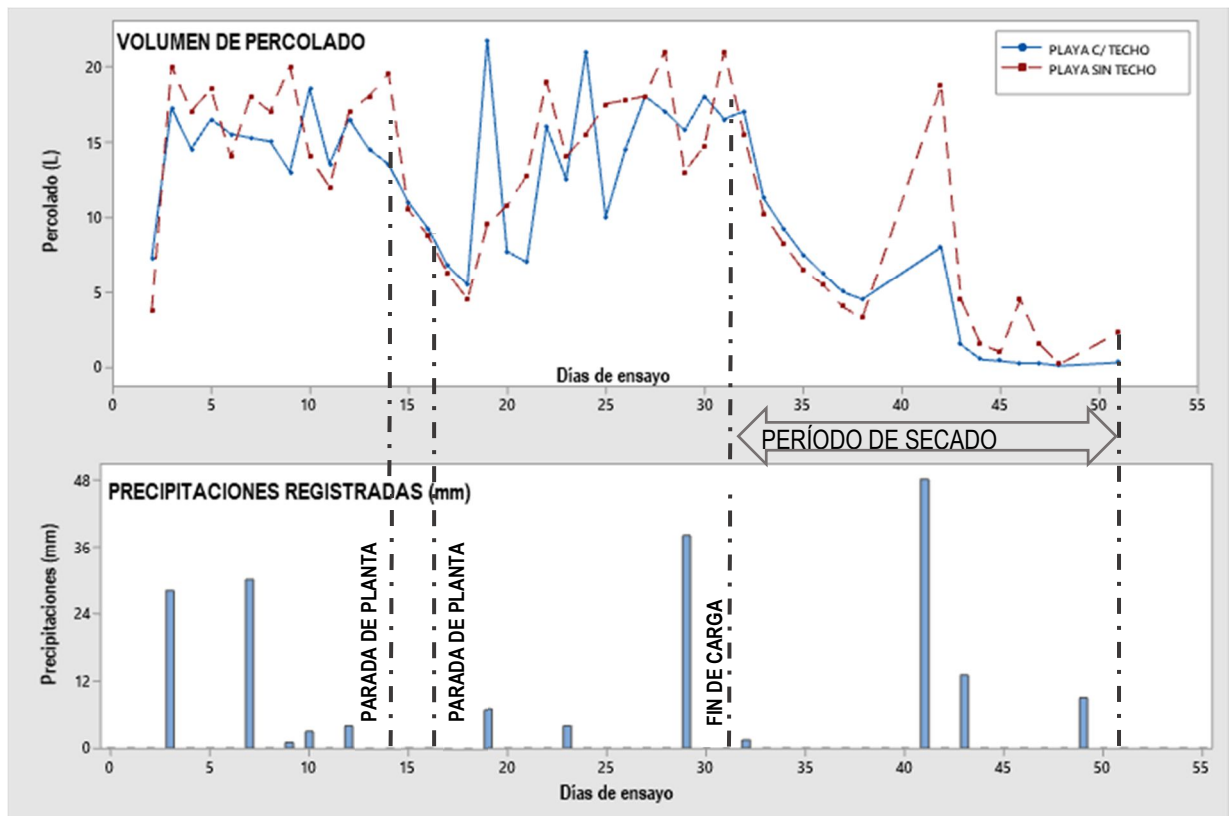 VOLUMEN DE PERCOLADO
PLAYA C/ TECHO
PLAYA SIN TECHO
20
15
10
5
0
Percolado (L)
Días de ensayo
0 5 10 15 20 25 30 35 40 45 50 55
PERÍODO DE SECADO
PRECIPITACIONES REGISTRADAS (mm)
48
36
24
12
0
Precipitaciones (mm)
PARADA DE PLANTA
PARADA DE PLANTA
FIN DE CARGA
0 5 10 15 20 25 30 35 40 45 50 55
Días de ensayo